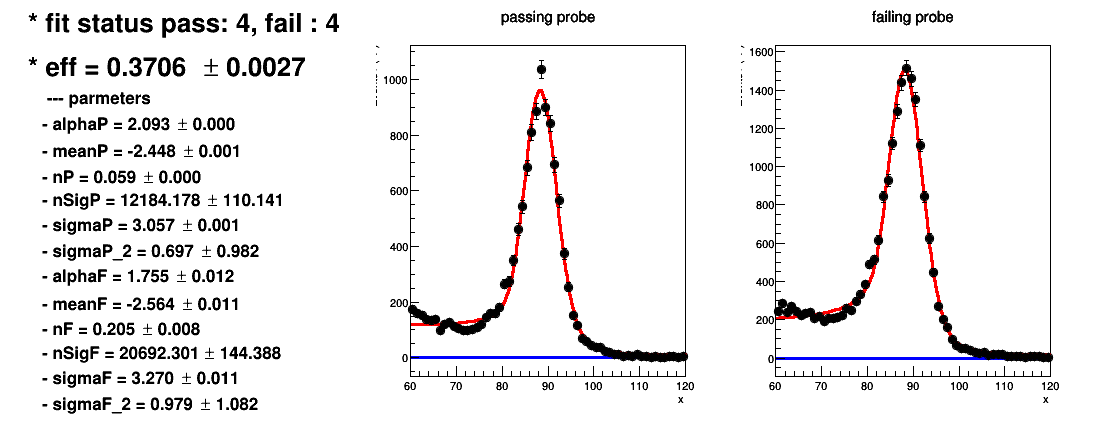 * fit status pass: 4, fail : 4
* eff = 0.3706 ± 0.0027
--- parmeters
- alphaP = 2.093 ± 0.000
- meanP = -2.448 ± 0.001
- nP = 0.059 ± 0.000
- nSigP = 12184.178 ± 110.141
- sigmaP = 3.057 ± 0.001
- sigmaP_2 = 0.697 ± 0.982
- alphaF = 1.755 ± 0.012
- meanF = -2.564 ± 0.011
- nF = 0.205 ± 0.008
- nSigF = 20692.301 ± 144.388
- sigmaF = 3.270 ± 0.011
- sigmaF_2 = 0.979 ± 1.082
passing probe
1000
800
600
400
200
0
60 70 80 90 100 110 120
x
failing probe
1600
1400
1200
1000
800
600
400
200
0
60 70 80 90 100 110 120
x